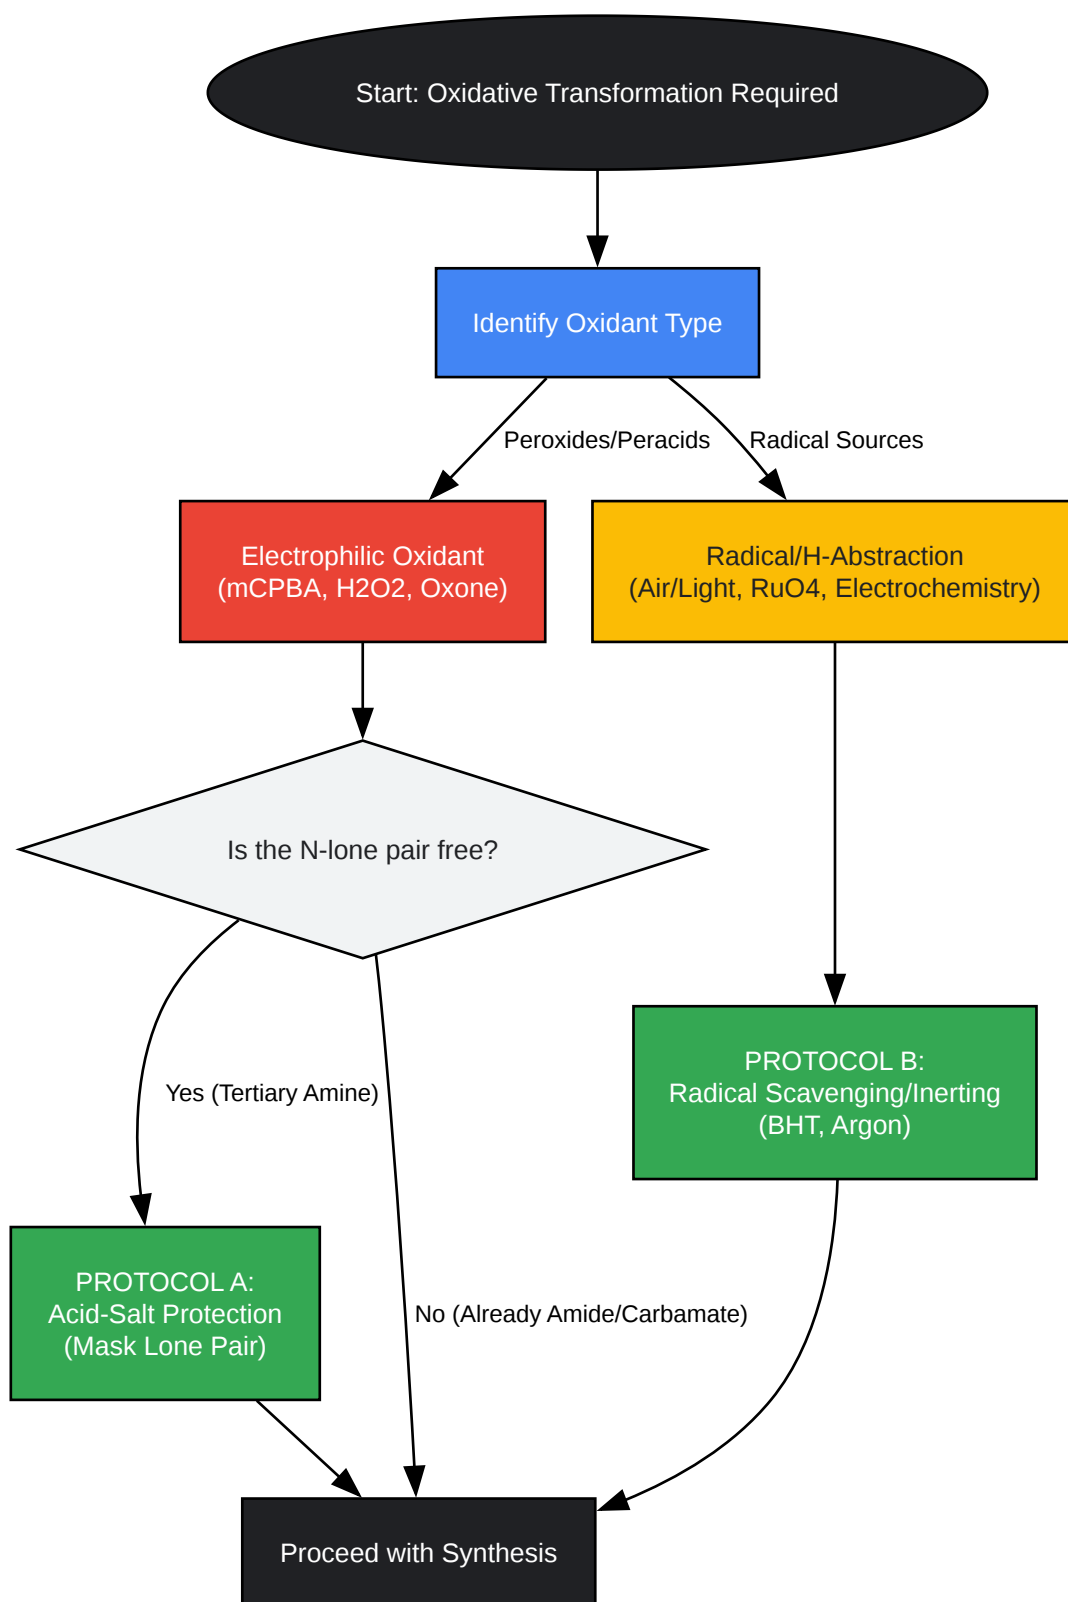 Start: Oxidative Transformation Required
Identify Oxidant Type
Peroxides/Peracids
Radical Sources
Electrophilic Oxidant
(mCPBA, H2O2, Oxone)
Radical/H-Abstraction
(Air/Light, RuO4, Electrochemistry)
Is the N-lone pair free?
Yes (Tertiary Amine)
PROTOCOL B:
Radical Scavenging/Inerting
(BHT, Argon)
PROTOCOL A:
Acid-Salt Protection
(Mask Lone Pair)
No (Already Amide/Carbamate)
Proceed with Synthesis